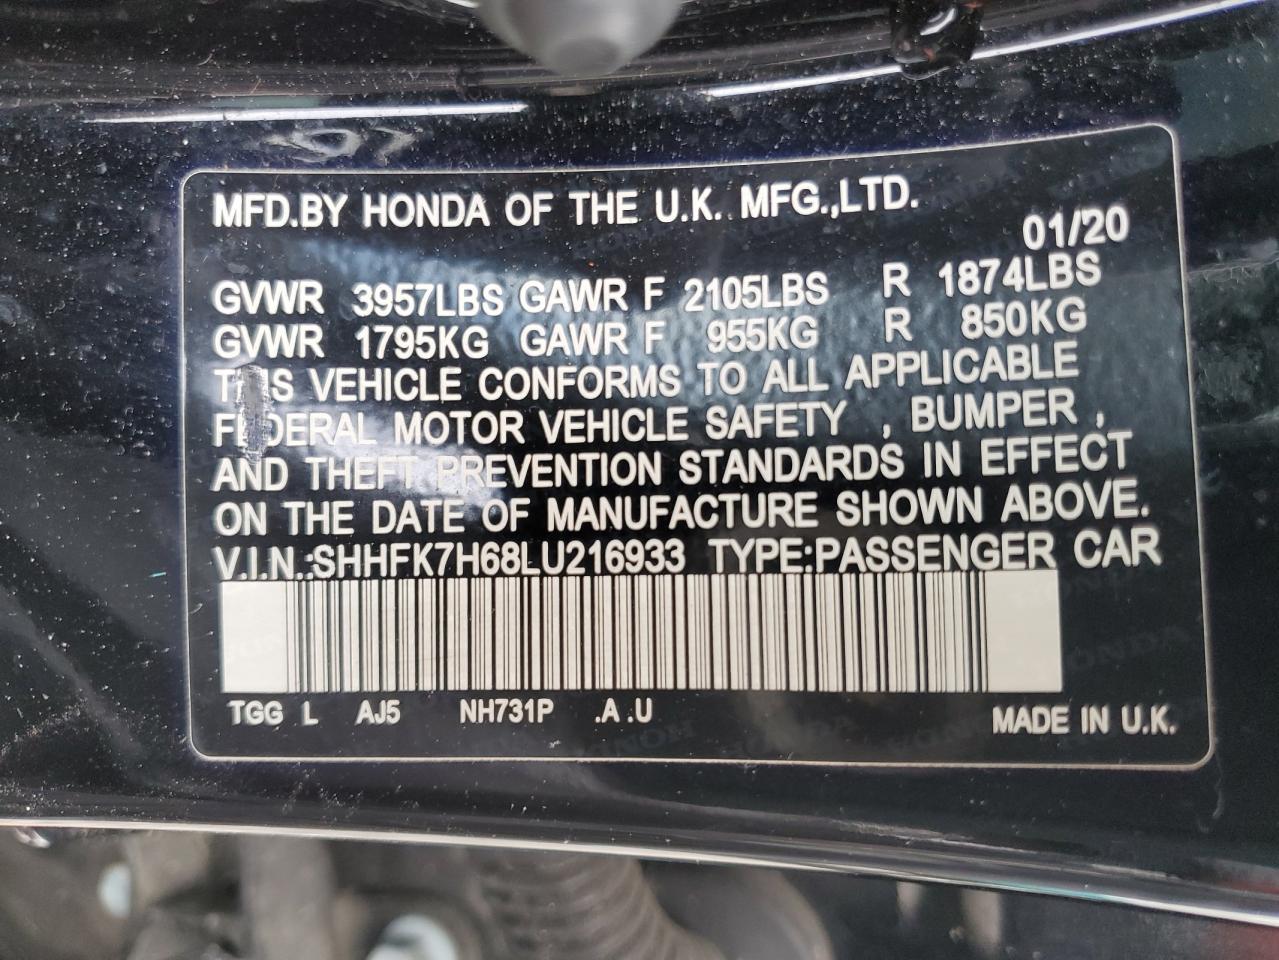 MFD.BY HONDA OF THE U.K. MFG.,LTD.
01/20
GVWR 3957LBS GAWR F 2105LBS R 1874LBS
GVWR 1795KG GAWR F 955KG R 850KG
THIS VEHICLE CONFORMS TO ALL APPLICABLE
FEDERAL MOTOR VEHICLE SAFETY , BUMPER ,
AND THEFT PREVENTION STANDARDS IN EFFECT
ON THE DATE OF MANUFACTURE SHOWN ABOVE.
V.I.N.:SHHFK7H68LU216933 TYPE:PASSENGER CAR
TGG L AJ5 NH731P .A .U
MADE IN U.K.